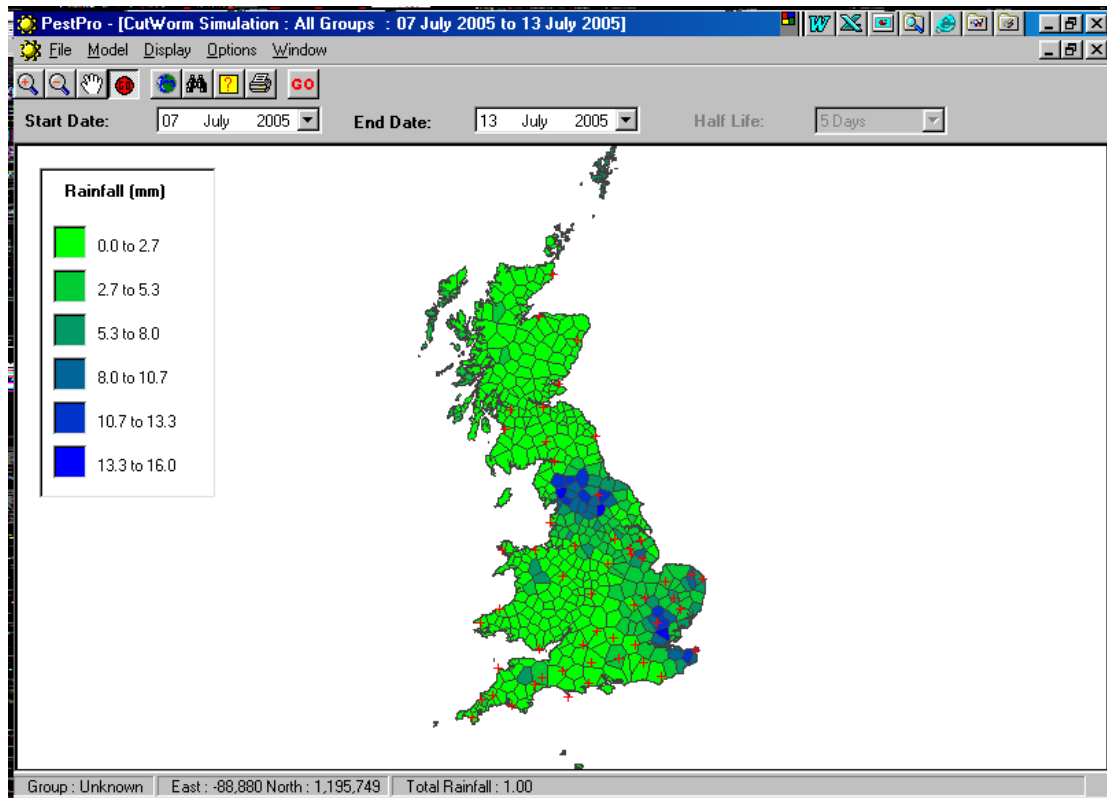 PestPro - [CutWorm Simulation : All Groups : 07 July 2005 to 13 July 2005]
File Model Display Options Window
GO
Start Date: 07 July 2005 End Date: 13 July 2005 Half Life: 5 Days
Rainfall (mm)
0.0 to 2.7
2.7 to 5.3
5.3 to 8.0
8.0 to 10.7
10.7 to 13.3
13.3 to 16.0
Group : Unknown East : -88,880 North : 1,195,749 Total Rainfall : 1.00